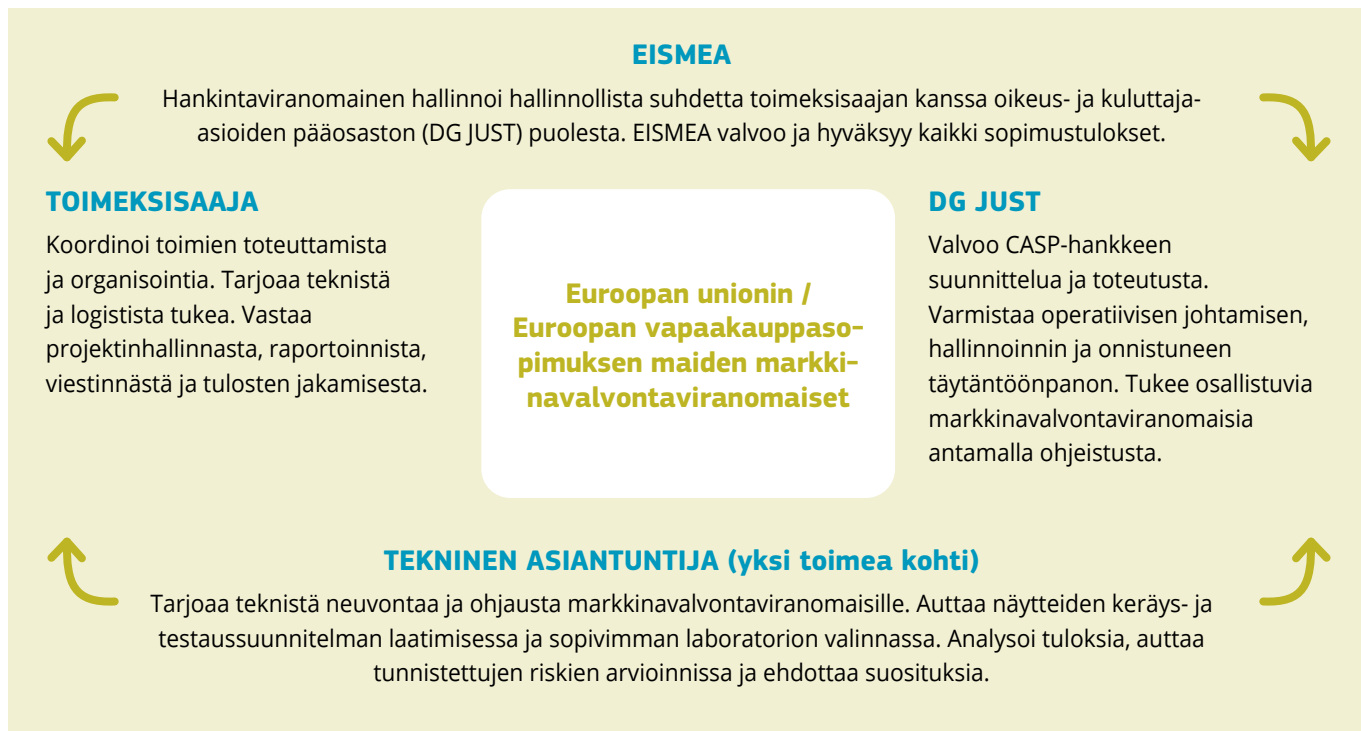 EISMEA
Hankintaviranomainen hallinnoi hallinnollista suhdetta toimeksisaajan kanssa oikeus- ja kuluttaja-
asioiden pääosaston (DG JUST) puolesta. EISMEA valvoo ja hyväksyy kaikki sopimustulokset.
TOIMEKSISAAJA
Koordinoi toimien toteuttamista
ja organisointia. Tarjoaa teknistä
ja logistista tukea. Vastaa
projektinhallinnasta, raportoinnista,
viestinnästä ja tulosten jakamisesta.
Euroopan unionin /
Euroopan vapaakauppaso-
pimuksen maiden markki-
navalvontaviranomaiset
DG JUST
Valvoo CASP-hankkeen
suunnittelua ja toteutusta.
Varmistaa operatiivisen johtamisen,
hallinnoinnin ja onnistuneen
täytäntöönpanon. Tukee osallistuvia
markkinavalvontaviranomaisia
antamalla ohjeistusta.
TEKNINEN ASIANTUNTIJA (yksi toimea kohti)
Tarjoaa teknistä neuvontaa ja ohjausta markkinavalvontaviranomaisille. Auttaa näytteiden keräys- ja
testaussuunnitelman laatimisessa ja sopivimman laboratorion valinnassa. Analysoi tuloksia, auttaa
tunnistettujen riskien arvioinnissa ja ehdottaa suosituksia.